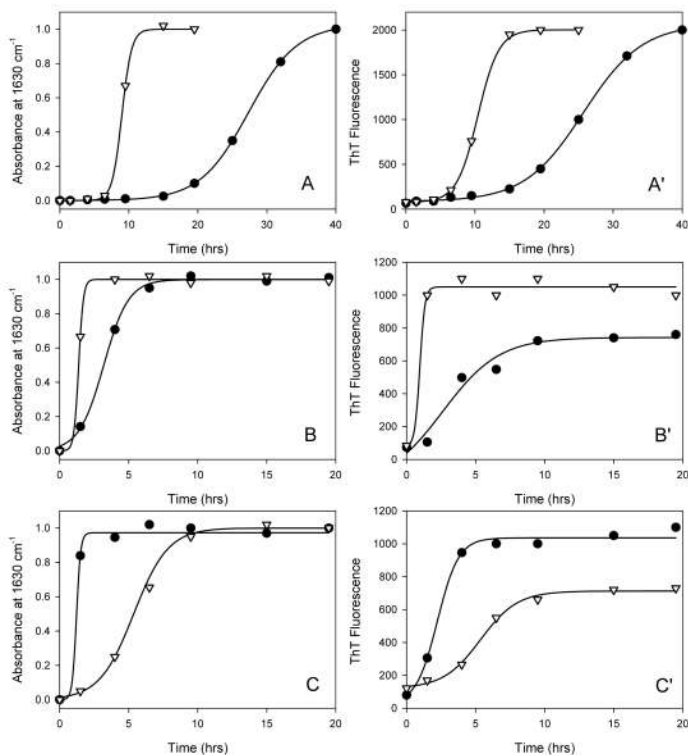 Absorbance at 1630 cm⁻¹
1.0
0.8
0.6
0.4
0.2
0.0
0 10 20 30 40
Time (hrs)
A
ThT Fluorescence
2000
1500
1000
500
0
0 10 20 30 40
Time (hrs)
A'
Absorbance at 1630 cm⁻¹
1.0
0.8
0.6
0.4
0.2
0.0
0 5 10 15 20
Time (hrs)
B
ThT Fluorescence
1200
1000
800
600
400
200
0
0 5 10 15 20
Time (hrs)
B'
Absorbance at 1630 cm⁻¹
1.0
0.8
0.6
0.4
0.2
0.0
0 5 10 15 20
Time (hrs)
C
ThT Fluorescence
1200
1000
800
600
400
200
0
0 5 10 15 20
Time (hrs)
C'